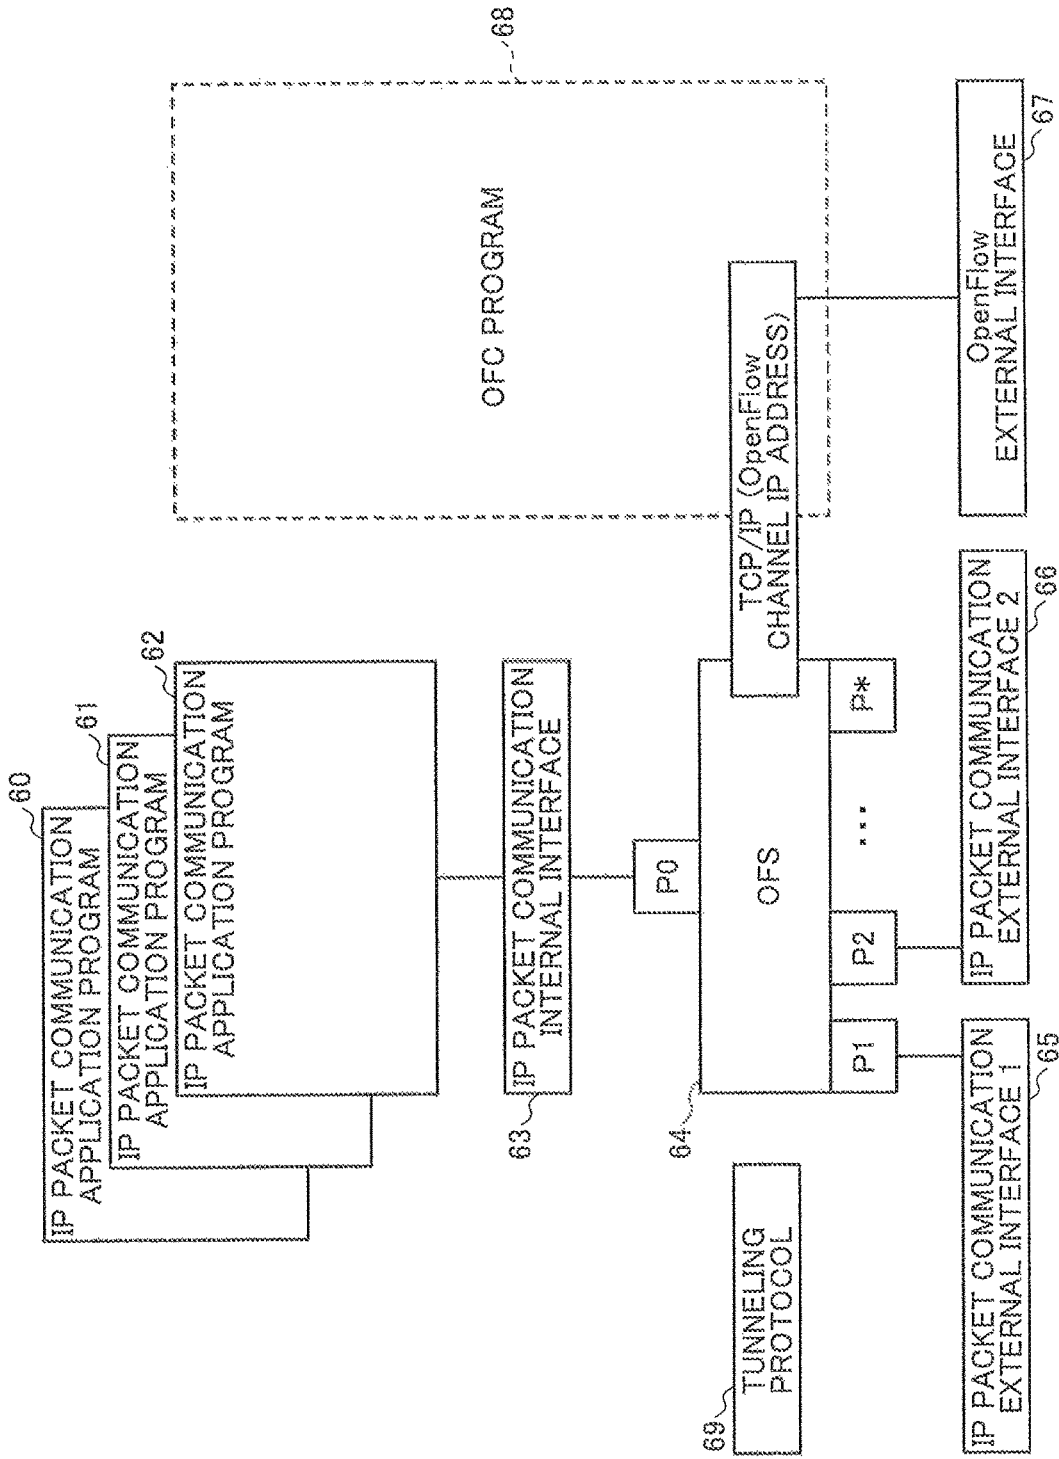 60
IP PACKET COMMUNICATION
APPLICATION PROGRAM
61
IP PACKET COMMUNICATION
APPLICATION PROGRAM
62
IP PACKET COMMUNICATION
APPLICATION PROGRAM
68
OFC PROGRAM
63
IP PACKET COMMUNICATION
INTERNAL INTERFACE
P0
64
OFS
TCP/IP (OpenFlow
CHANNEL IP ADDRESS)
69
TUNNELING
PROTOCOL
P1
P2
...
P*
IP PACKET COMMUNICATION
EXTERNAL INTERFACE 1
65
IP PACKET COMMUNICATION
EXTERNAL INTERFACE 2
66
OpenFlow
EXTERNAL INTERFACE
67